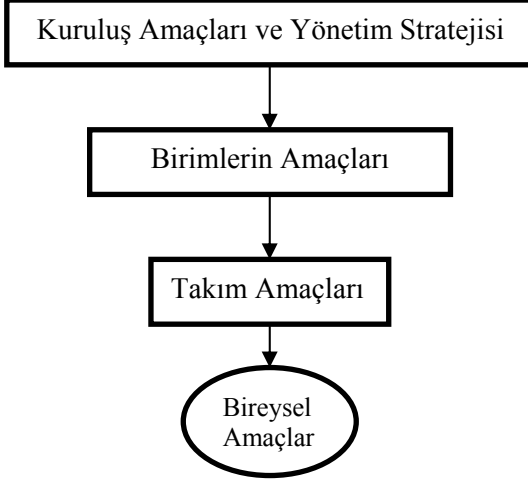 Kuruluş Amaçları ve Yönetim Stratejisi
Birimlerin Amaçları
Takım Amaçları
Bireysel
Amaçlar